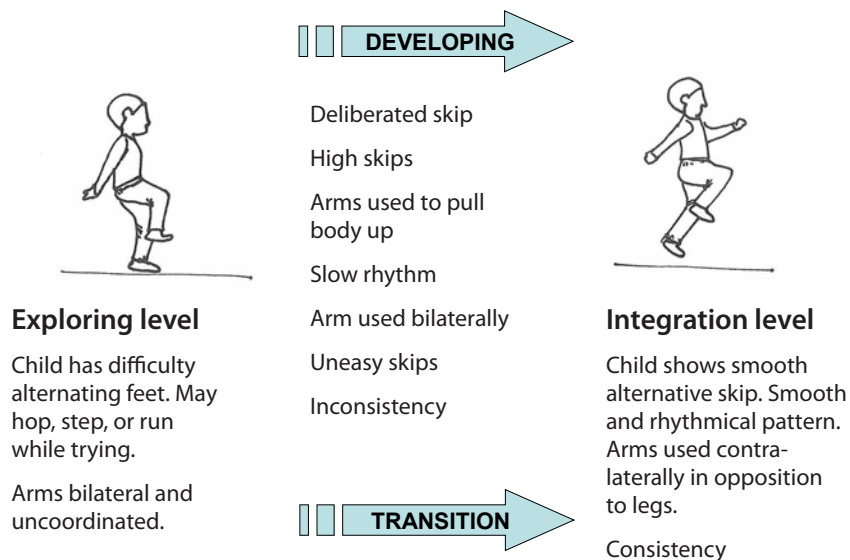 DEVELOPING
Exploring level
Child has difficulty
alternating feet. May
hop, step, or run
while trying.
Arms bilateral and
uncoordinated.
Deliberated skip
High skips
Arms used to pull
body up
Slow rhythm
Arm used bilaterally
Uneasy skips
Inconsistency
TRANSITION
Integration level
Child shows smooth
alternative skip. Smooth
and rhythmical pattern.
Arms used contra-
laterally in opposition
to legs.
Consistency